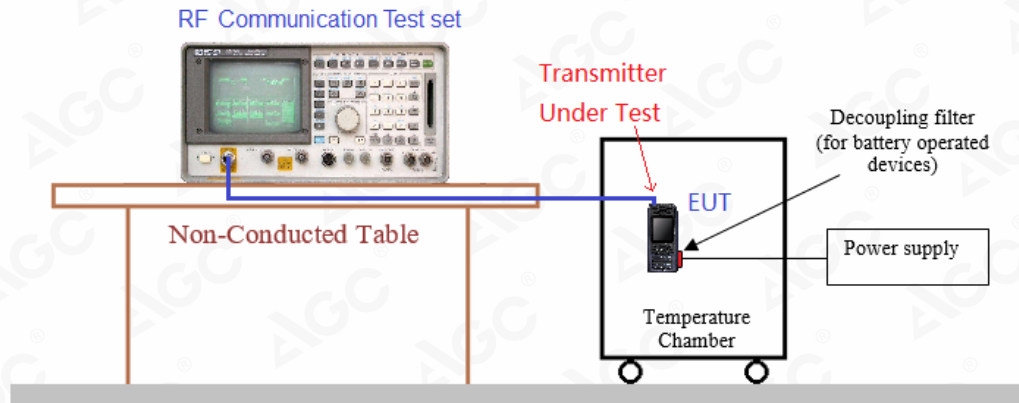 RF Communication Test set
Transmitter
Under Test
Decoupling filter
(for battery operated
devices)
EUT
Non-Conducted Table
Power supply
Temperature
Chamber
AGC